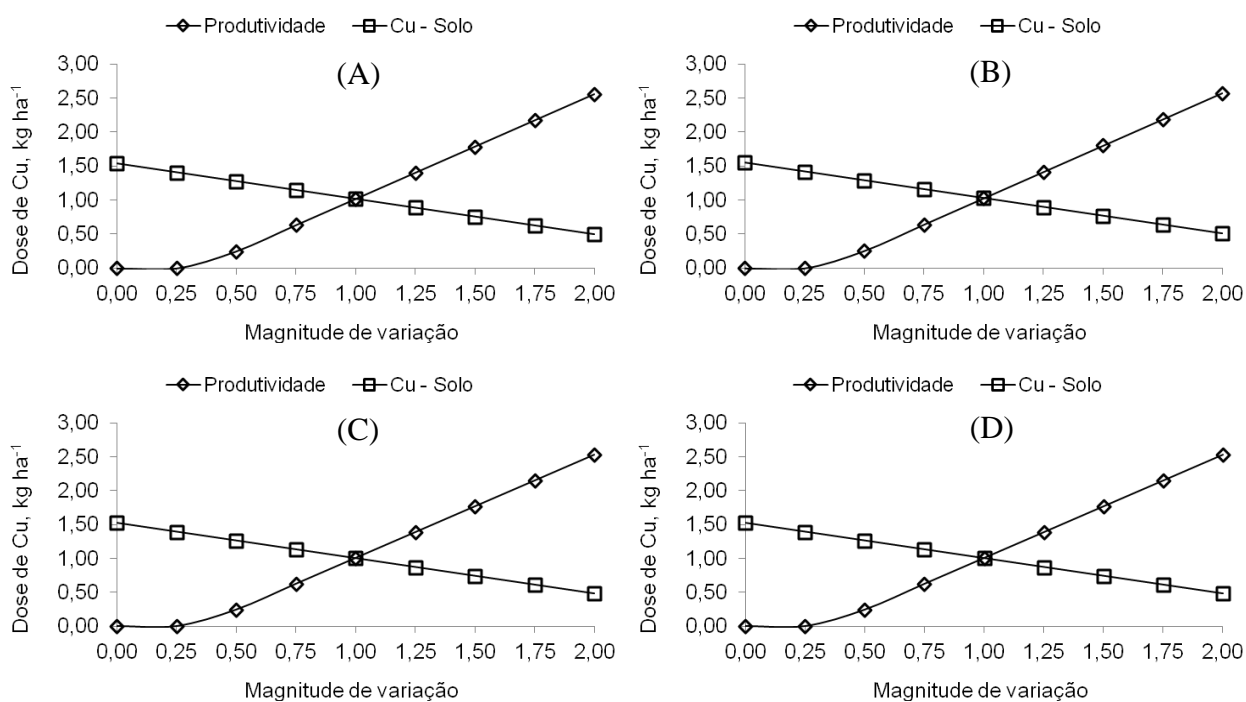 Produtividade Cu - Solo
(A)
Dose de Cu, kg ha-1
3,00
2,50
2,00
1,50
1,00
0,50
0,00
0,00 0,25 0,50 0,75 1,00 1,25 1,50 1,75 2,00
Magnitude de variação
Produtividade Cu - Solo
(B)
Dose de Cu, kg ha-1
3,00
2,50
2,00
1,50
1,00
0,50
0,00
0,00 0,25 0,50 0,75 1,00 1,25 1,50 1,75 2,00
Magnitude de variação
Produtividade Cu - Solo
(C)
Dose de Cu, kg ha-1
3,00
2,50
2,00
1,50
1,00
0,50
0,00
0,00 0,25 0,50 0,75 1,00 1,25 1,50 1,75 2,00
Magnitude de variação
Produtividade Cu - Solo
(D)
Dose de Cu, kg ha-1
3,00
2,50
2,00
1,50
1,00
0,50
0,00
0,00 0,25 0,50 0,75 1,00 1,25 1,50 1,75 2,00
Magnitude de variação